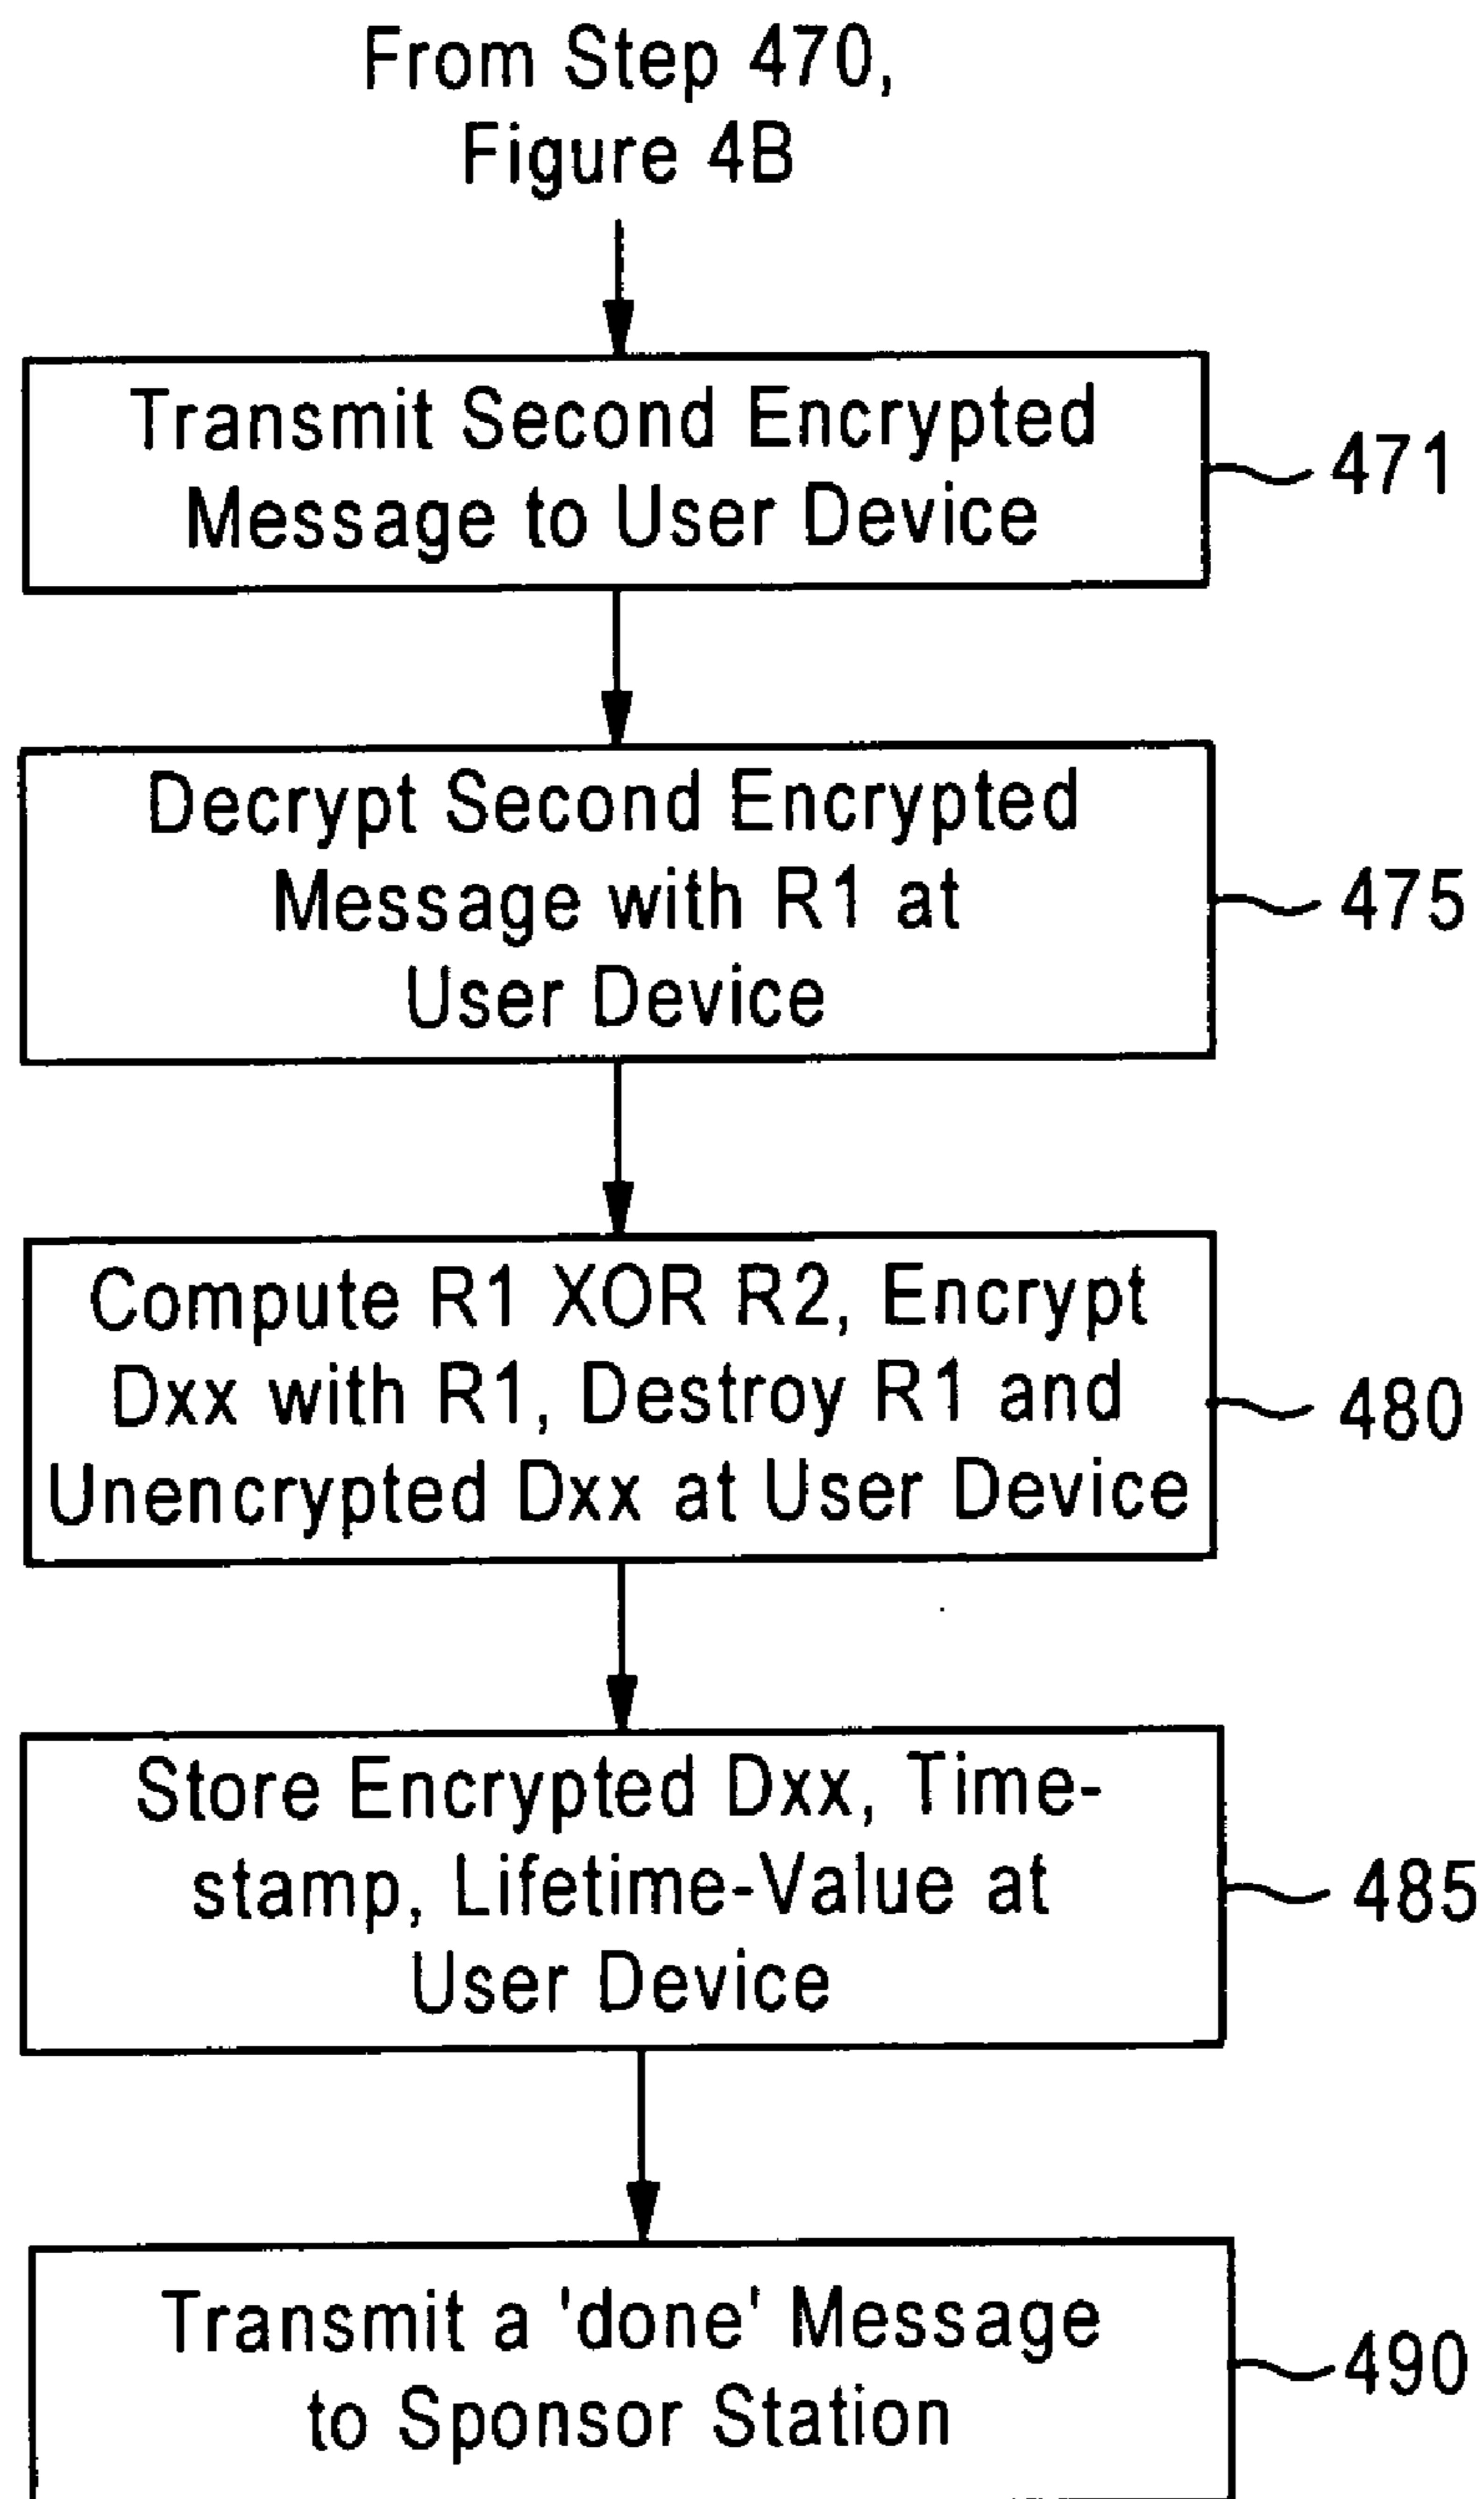 From Step 470,
Figure 4B
Transmit Second Encrypted
Message to User Device
471
Decrypt Second Encrypted
Message with R1 at
User Device
475
Compute R1 XOR R2, Encrypt
Dxx with R1, Destroy R1 and
Unencrypted Dxx at User Device
480
Store Encrypted Dxx, Time-
stamp, Lifetime-Value at
User Device
485
Transmit a 'done' Message
to Sponsor Station
490